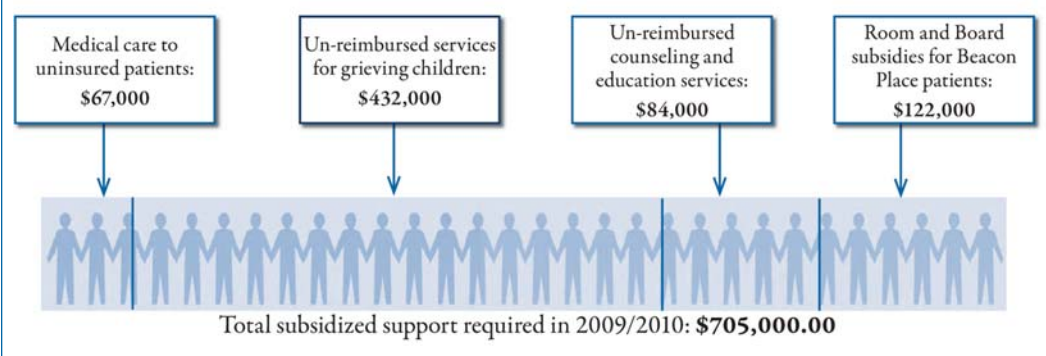 Medical care to
uninsured patients:
$67,000
Un-reimbursed services
for grieving children:
$432,000
Un-reimbursed
counseling and
education services:
$84,000
Room and Board
subsidies for Beacon
Place patients:
$122,000
Total subsidized support required in 2009/2010: $705,000.00